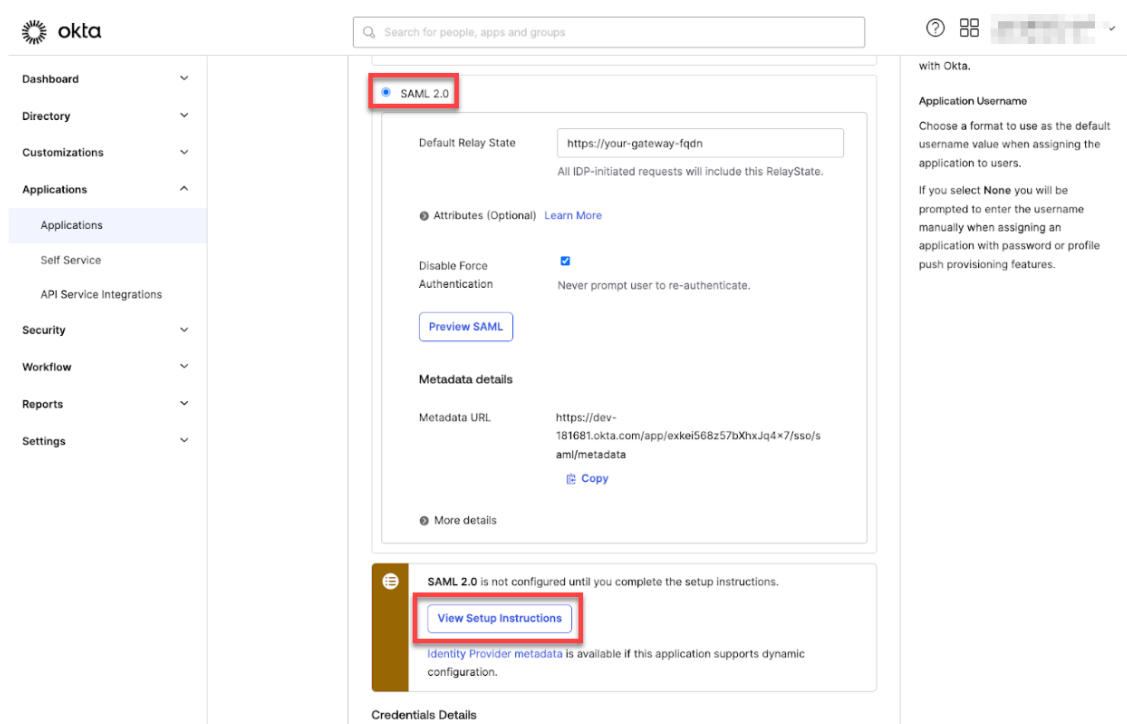 okta
Search for people, apps and groups
Dashboard
Directory
Customizations
Applications
Applications
Self Service
API Service Integrations
Security
Workflow
Reports
Settings
SAML 2.0
Default Relay State
https://your-gateway-fqdn
All IDP-initiated requests will include this RelayState.
Attributes (Optional) Learn More
Disable Force
Authentication
Never prompt user to re-authenticate.
Preview SAML
Metadata details
Metadata URL
https://dev-
181681.okta.com/app/exkei568z57bXhxJq4x7/sso/s
aml/metadata
Copy
More details
SAML 2.0 is not configured until you complete the setup instructions.
View Setup Instructions
Identity Provider metadata is available if this application supports dynamic
configuration.
Credentials Details
with Okta.
Application Username
Choose a format to use as the default
username value when assigning the
application to users.
If you select None you will be
prompted to enter the username
manually when assigning an
application with password or profile
push provisioning features.